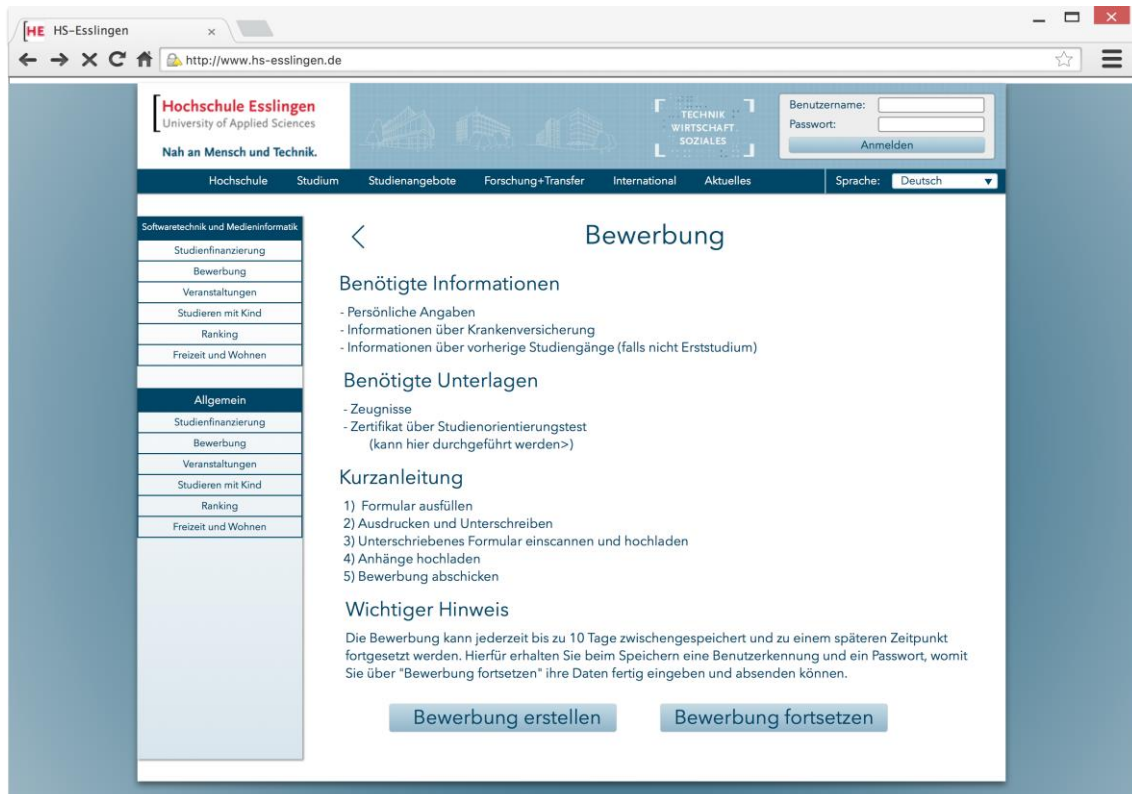 HE HS-Esslingen
http://www.hs-esslingen.de
Hochschule Esslingen
University of Applied Sciences
Nah an Mensch und Technik.
TECHNIK
WIRTSCHAFT
SOZIALES
Benutzername:
Passwort:
Anmelden
Hochschule Studium Studienangebote Forschung+Transfer International Aktuelles Sprache: Deutsch
Softwaretechnik und Medieninformatik
Studienfinanzierung
Bewerbung
Veranstaltungen
Studieren mit Kind
Ranking
Freizeit und Wohnen
Allgemein
Studienfinanzierung
Bewerbung
Veranstaltungen
Studieren mit Kind
Ranking
Freizeit und Wohnen
Bewerbung
Benötigte Informationen
- Persönliche Angaben
- Informationen über Krankenversicherung
- Informationen über vorherige Studiengänge (falls nicht Erststudium)
Benötigte Unterlagen
- Zeugnisse
- Zertifikat über Studienorientierungstest
(kann hier durchgeführt werden>)
Kurzanleitung
1) Formular ausfüllen
2) Ausdrucken und Unterschreiben
3) Unterschriebenes Formular einscannen und hochladen
4) Anhänge hochladen
5) Bewerbung abschicken
Wichtiger Hinweis
Die Bewerbung kann jederzeit bis zu 10 Tage zwischengespeichert und zu einem späteren Zeitpunkt
fortgesetzt werden. Hierfür erhalten Sie beim Speichern eine Benutzerkennung und ein Passwort, womit
Sie über "Bewerbung fortsetzen" ihre Daten fertig eingeben und absenden können.
Bewerbung erstellen Bewerbung fortsetzen